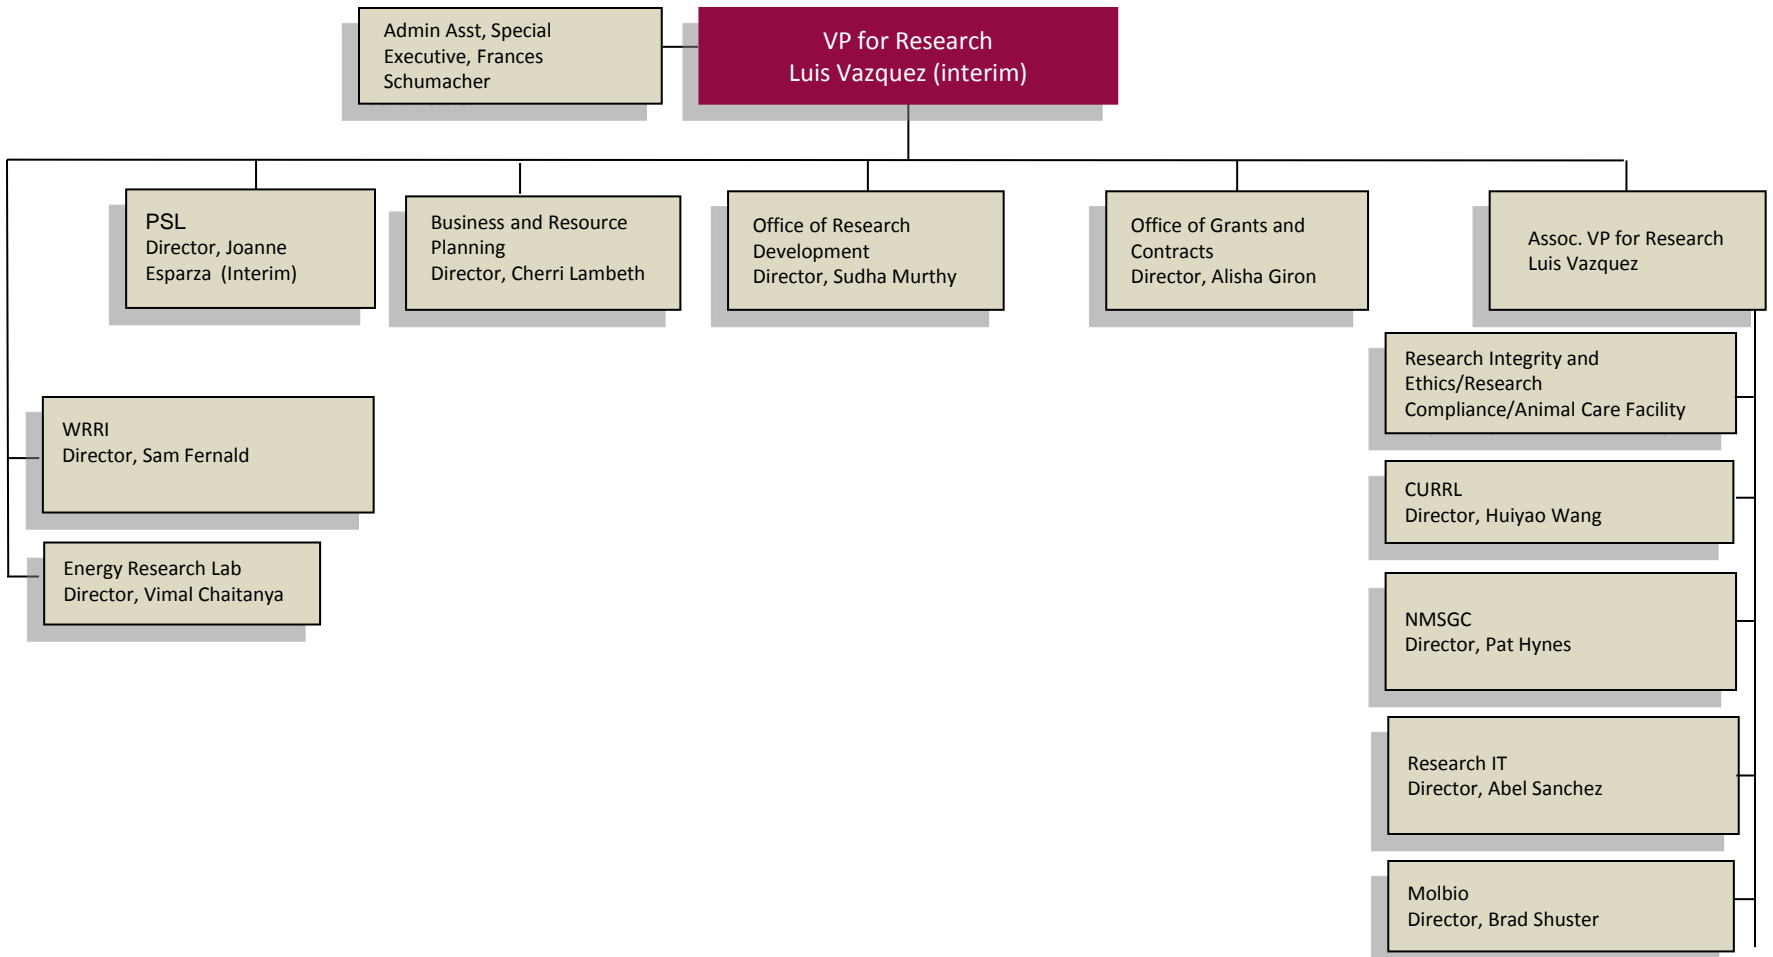 Admin Asst, Special
Executive, Frances
Schumacher
VP for Research
Luis Vazquez (interim)
PSL
Director, Joanne
Esparza (Interim)
Business and Resource
Planning
Director, Cherri Lambeth
Office of Research
Development
Director, Sudha Murthy
Office of Grants and
Contracts
Director, Alisha Giron
Assoc. VP for Research
Luis Vazquez
WRRI
Director, Sam Fernald
Energy Research Lab
Director, Vimal Chaitanya
Research Integrity and
Ethics/Research
Compliance/Animal Care Facility
CURRL
Director, Huiyao Wang
NMSGC
Director, Pat Hynes
Research IT
Director, Abel Sanchez
Molbio
Director, Brad Shuster